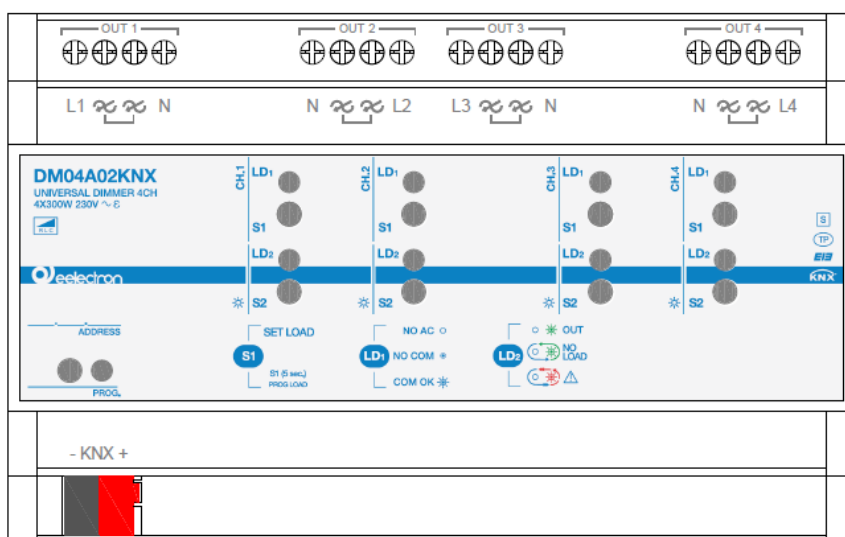 OUT 1 OUT 2 OUT 3 OUT 4
L1 N N L2 L3 N N L4
DM04A02KNX
UNIVERSAL DIMMER 4CH
4X300W 230V ~
R L C
eelectron
CH.1 LD1 S1 LD2 S2
CH.2 LD1 S1 LD2 S2
CH.3 LD1 S1 LD2 S2
CH.4 LD1 S1 LD2 S2
S
TP
EIB
KNX
ADDRESS
PROG.
SET LOAD
S1
S1 (5 sec.)
PROG LOAD
NO AC
LD1 NO COM
COM OK
OUT
LD2 NO LOAD
- KNX +